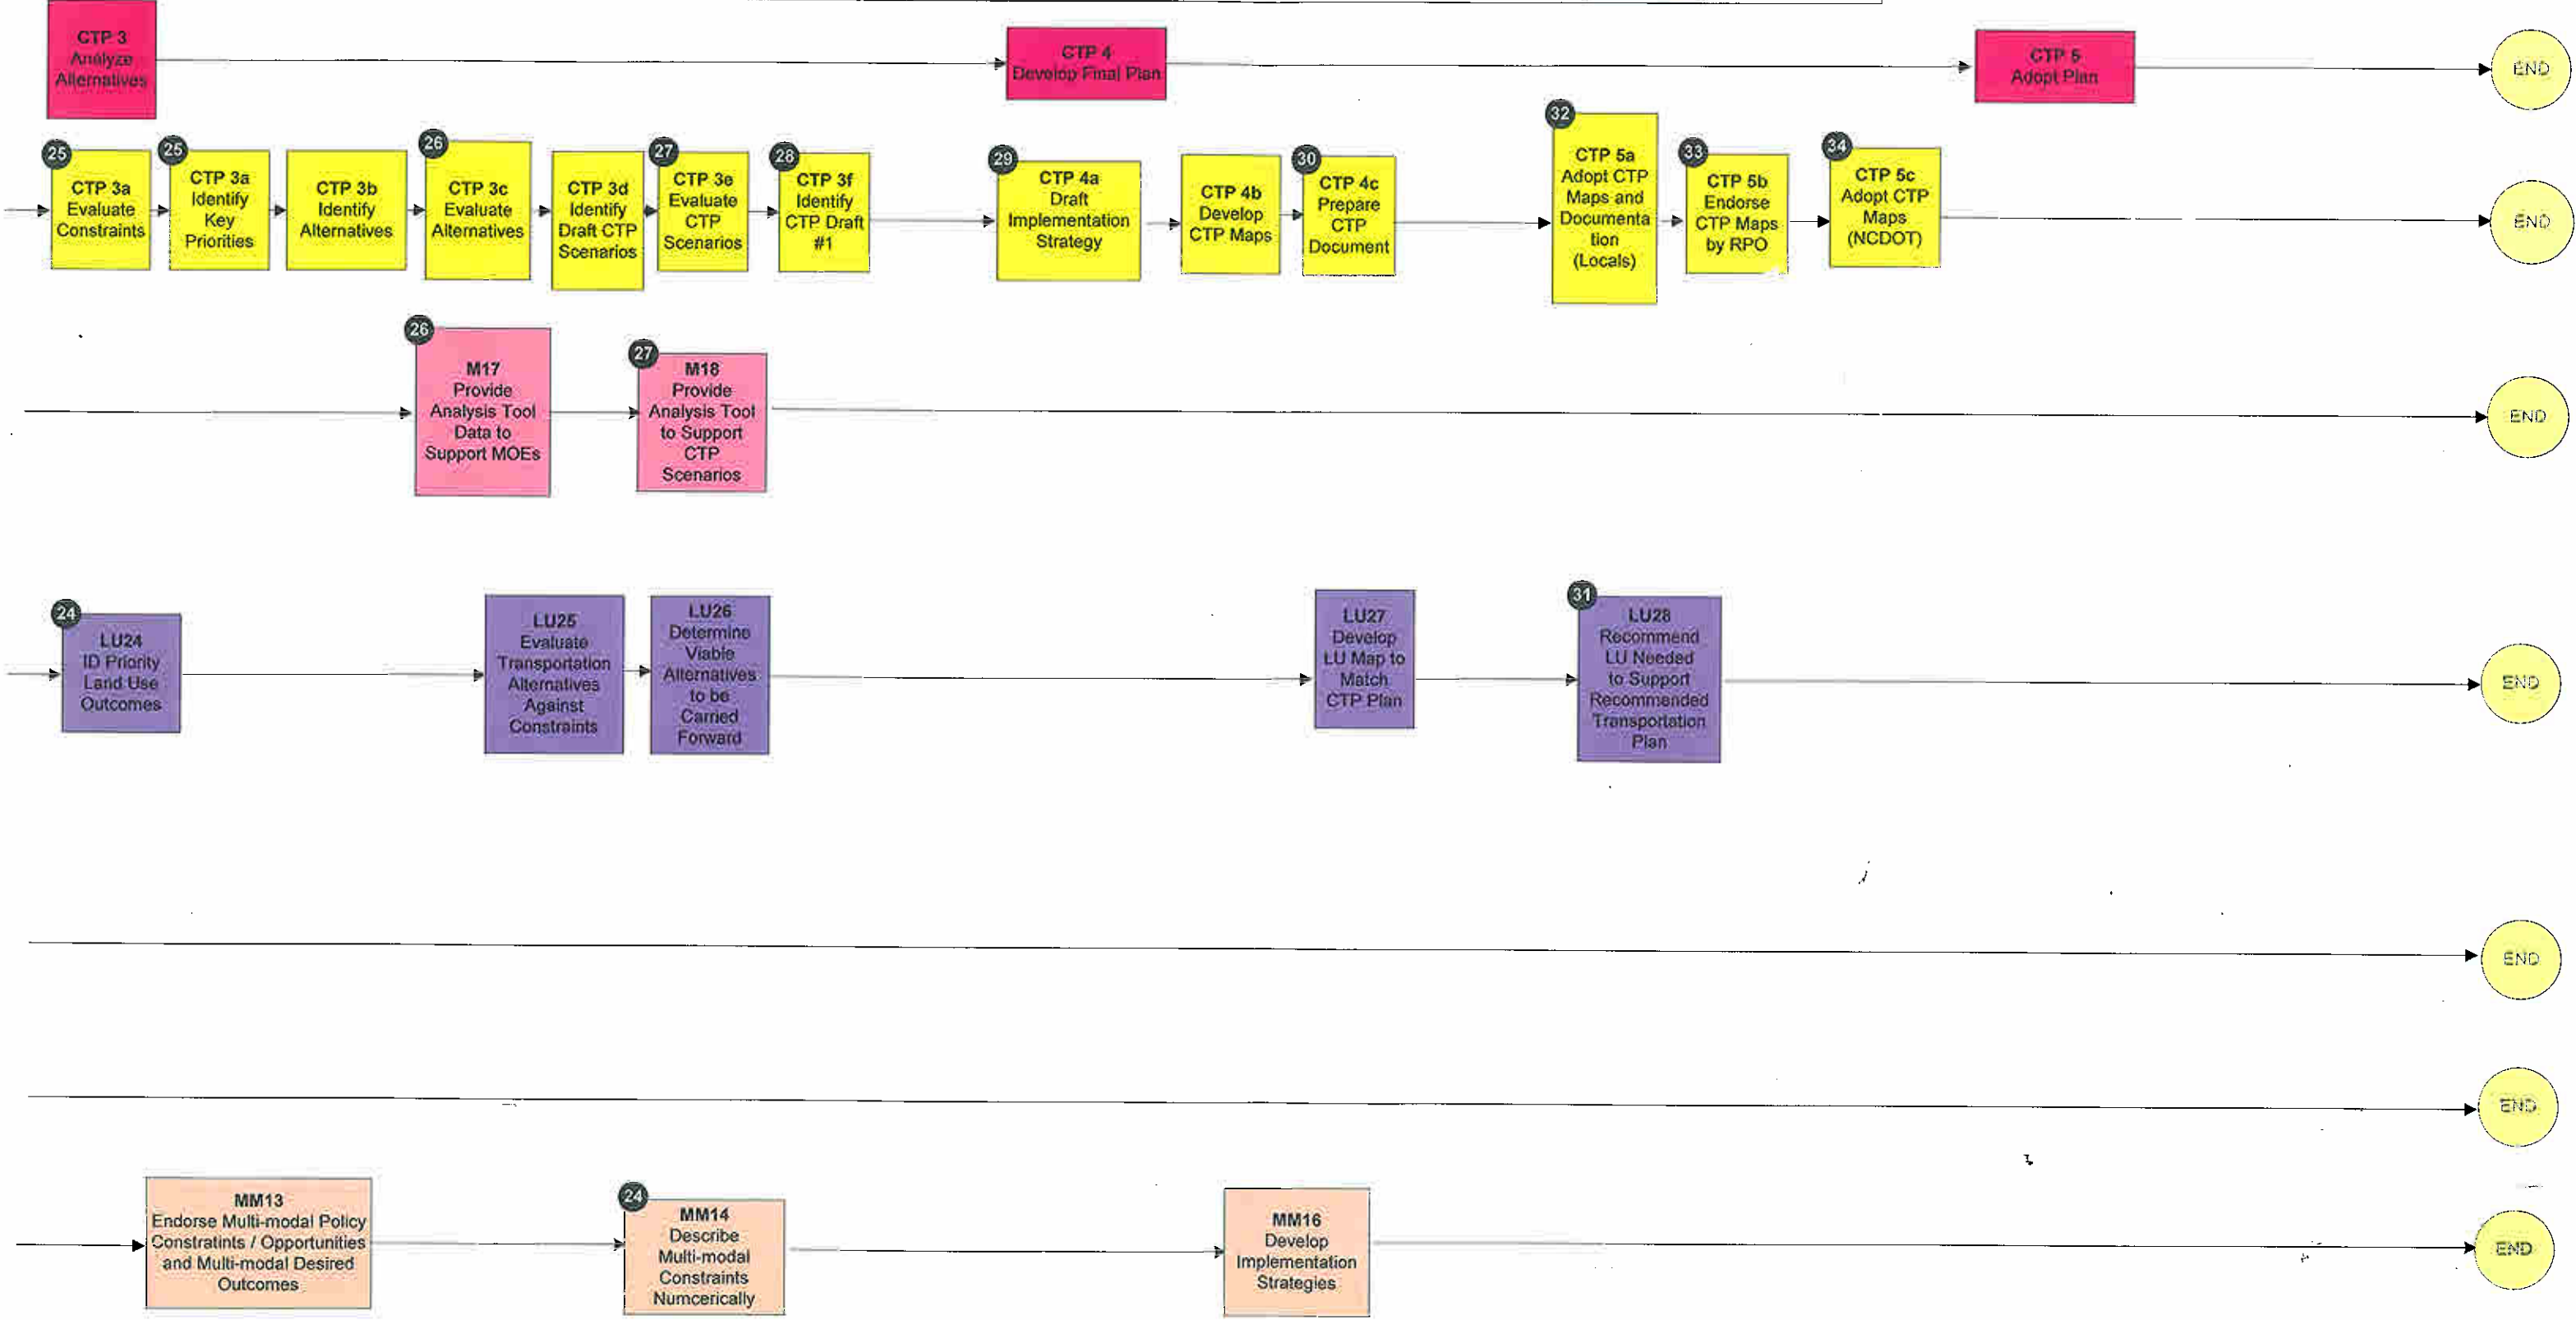 CTP 3
Analyze
Alternatives
CTP 4
Develop Final Plan
CTP 5
Adopt Plan
END
25
CTP 3a
Evaluate
Constraints
25
CTP 3a
Identify
Key
Priorities
CTP 3b
Identify
Alternatives
26
CTP 3c
Evaluate
Alternatives
CTP 3d
Identify
Draft CTP
Scenarios
27
CTP 3e
Evaluate
CTP
Scenarios
28
CTP 3f
Identify
CTP Draft
#1
29
CTP 4a
Draft
Implementation
Strategy
CTP 4b
Develop
CTP Maps
30
CTP 4c
Prepare
CTP
Document
32
CTP 5a
Adopt CTP
Maps and
Documenta
tion
(Locals)
33
CTP 5b
Endorse
CTP Maps
by RPO
34
CTP 5c
Adopt CTP
Maps
(NCDOT)
END
26
M17
Provide
Analysis Tool
Data to
Support MOEs
27
M18
Provide
Analysis Tool
to Support
CTP
Scenarios
END
24
LU24
ID Priority
Land Use
Outcomes
LU25
Evaluate
Transportation
Alternatives
Against
Constraints
LU26
Determine
Viable
Alternatives
to be
Carried
Forward
LU27
Develop
LU Map to
Match
CTP Plan
31
LU28
Recommend
LU Needed
to Support
Recommended
Transportation
Plan
END
END
END
MM13
Endorse Multi-modal Policy
Constratints / Opportunities
and Multi-modal Desired
Outcomes
24
MM14
Describe
Multi-modal
Constraints
Numcerically
MM16
Develop
Implementation
Strategies
END